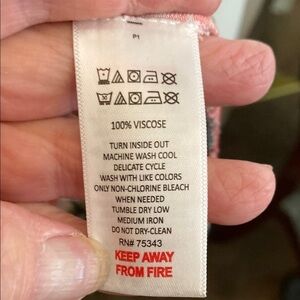 P1
100% VISCOSE
TURN INSIDE OUT
MACHINE WASH COOL
DELICATE CYCLE
WASH WITH LIKE COLORS
ONLY NON-CHLORINE BLEACH
WHEN NEEDED
TUMBLE DRY LOW
MEDIUM IRON
DO NOT DRY-CLEAN
RN# 75343
KEEP AWAY
FROM FIRE